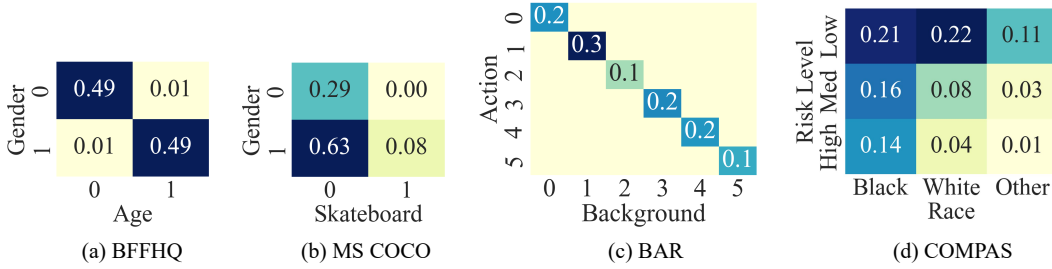 Gender
0
1
0.49 0.01
0.01 0.49
0 1
Age
(a) BFFHQ
Gender
0
1
0.29 0.00
0.63 0.08
0 1
Skateboard
(b) MS COCO
Action
0 1 2 3 4 5
0.2
0.3
0.1
0.2
0.2
0.1
0 1 2 3 4 5
Background
(c) BAR
Risk Level
High Med Low
0.21 0.22 0.11
0.16 0.08 0.03
0.14 0.04 0.01
Black White Other
Race
(d) COMPAS